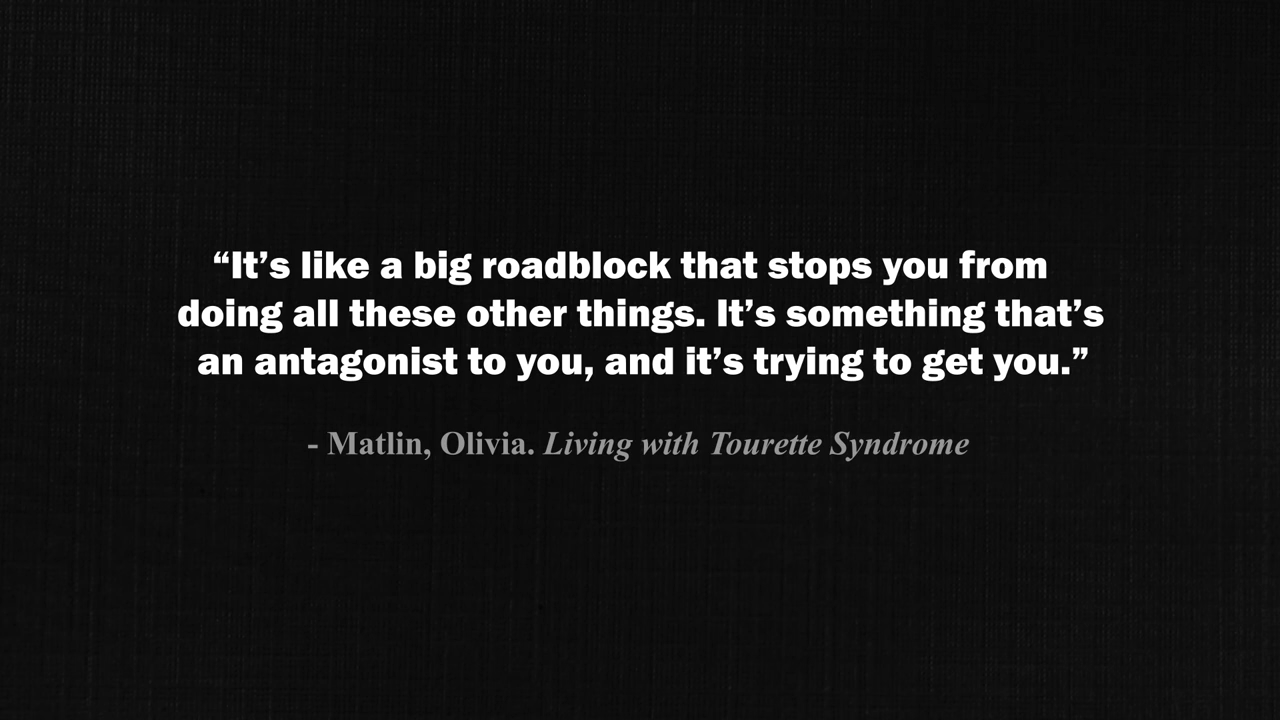 “It’s like a big roadblock that stops you from
doing all these other things. It’s something that’s
an antagonist to you, and it’s trying to get you.”
- Matlin, Olivia. Living with Tourette Syndrome